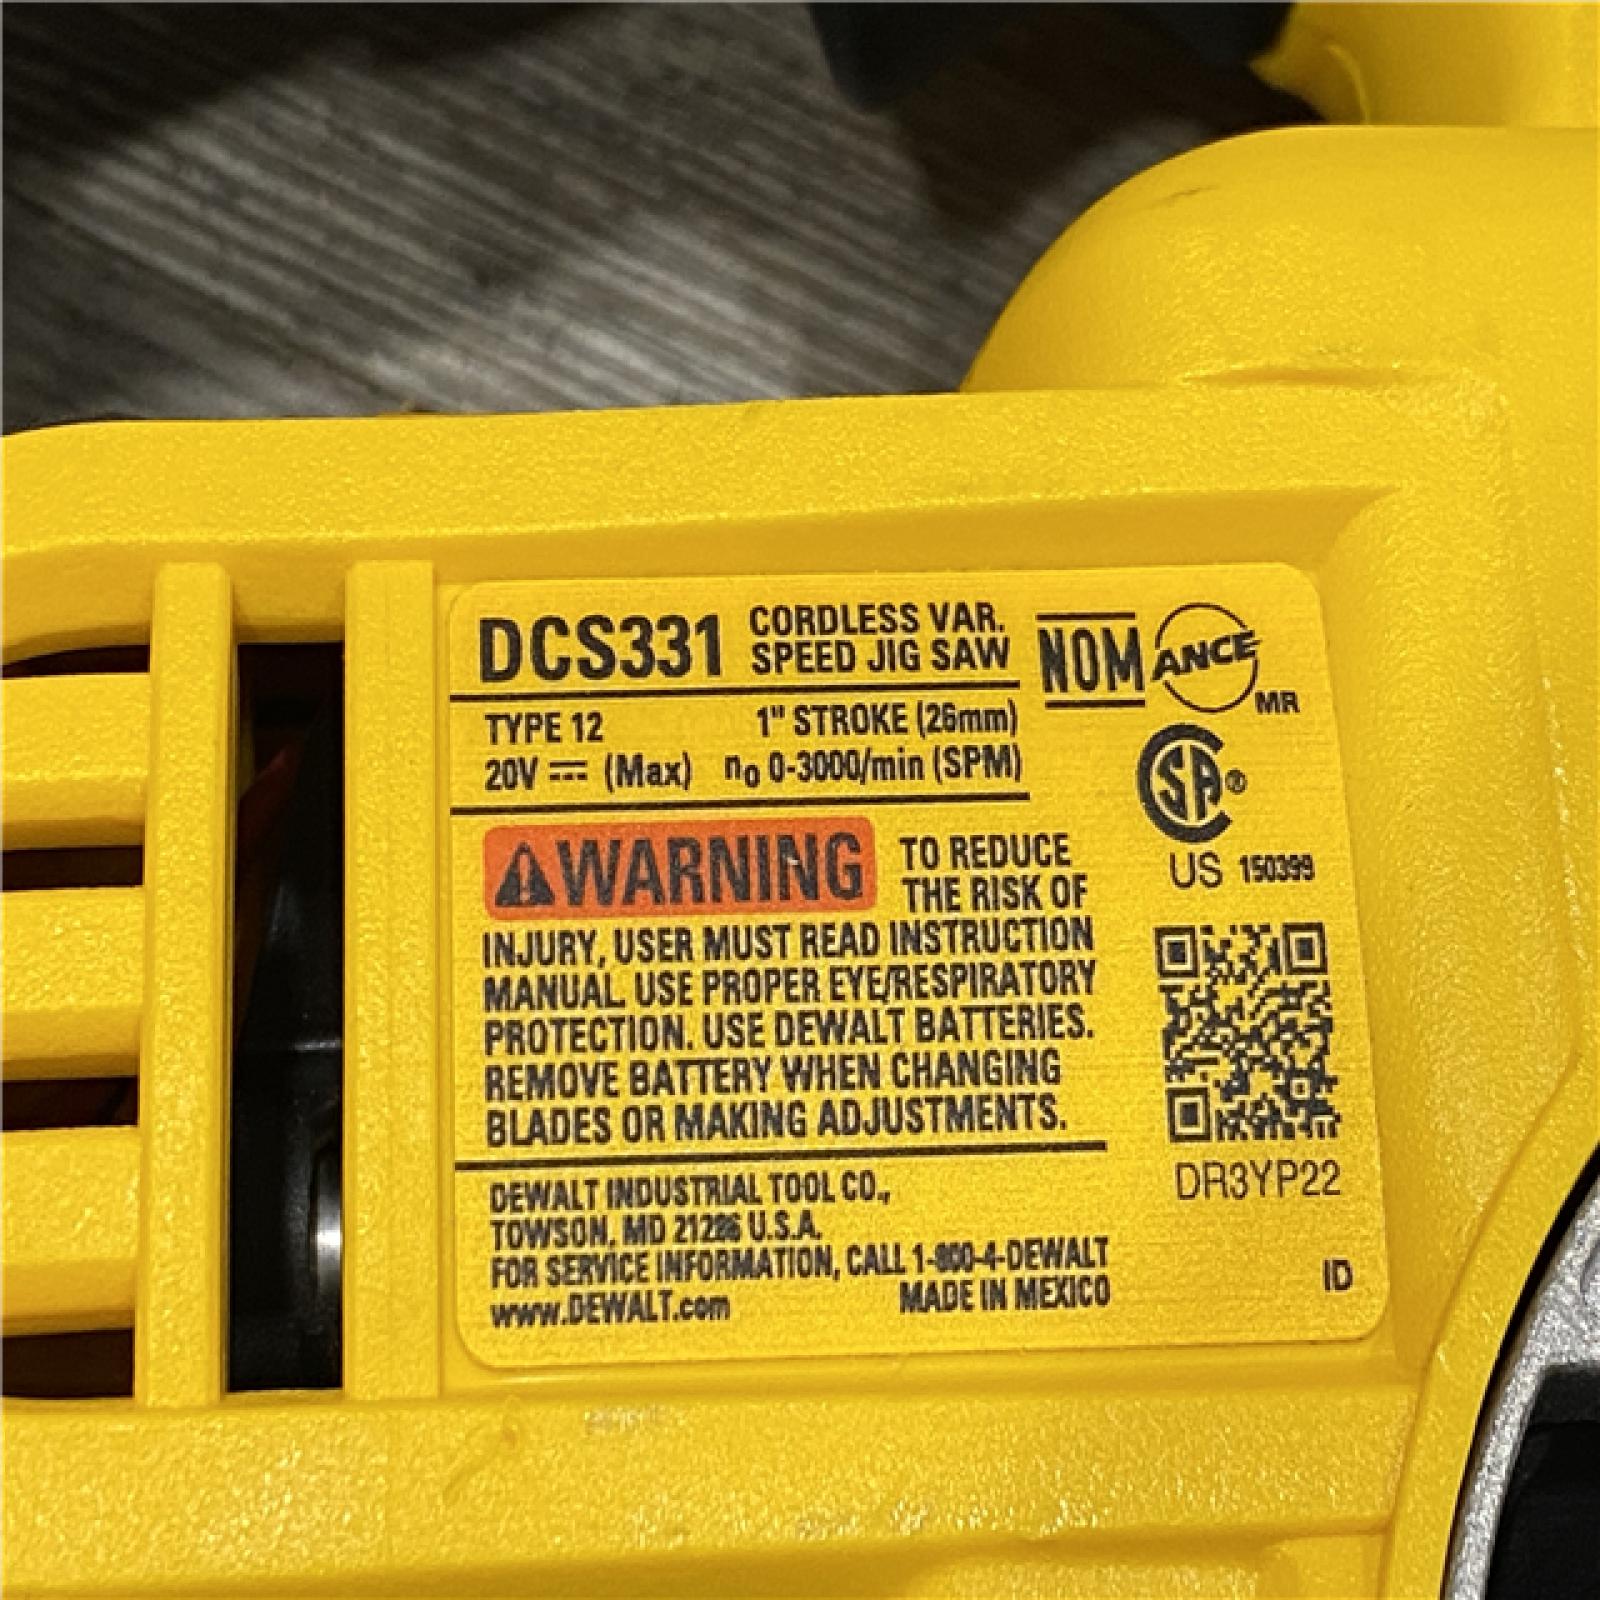 DCS331 CORDLESS VAR.
SPEED JIG SAW
NOM ANCE MR
TYPE 12 1" STROKE (26mm)
20V ⎓ (Max) n₀ 0-3000/min (SPM)
SA®
US 150399
⚠WARNING TO REDUCE
THE RISK OF
INJURY, USER MUST READ INSTRUCTION
MANUAL. USE PROPER EYE/RESPIRATORY
PROTECTION. USE DEWALT BATTERIES.
REMOVE BATTERY WHEN CHANGING
BLADES OR MAKING ADJUSTMENTS.
DR3YP22
DEWALT INDUSTRIAL TOOL CO.,
TOWSON, MD 21286 U.S.A.
FOR SERVICE INFORMATION, CALL 1-800-4-DEWALT
www.DEWALT.com MADE IN MEXICO
ID